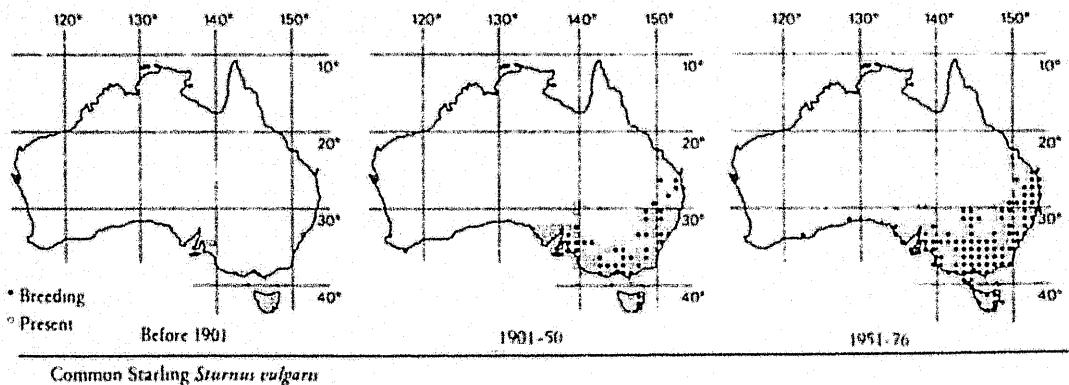 120° 130° 140° 150° 120° 130° 140° 150° 120° 130° 140° 150°
10° 10° 10°
20° 20° 20°
30° 30° 30°
40° 40° 40°
• Breeding
▫ Present
Before 1901 1901-50 1951-76
Common Starling Sturnus vulgaris